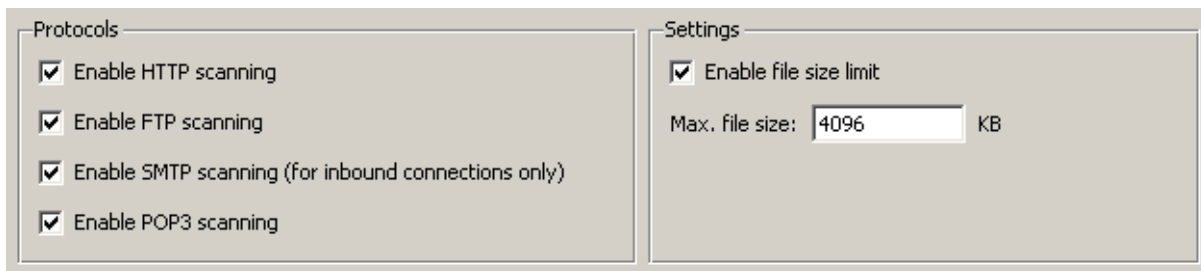 Protocols
Enable HTTP scanning
Enable FTP scanning
Enable SMTP scanning (for inbound connections only)
Enable POP3 scanning
Settings
Enable file size limit
Max. file size: 4096 KB